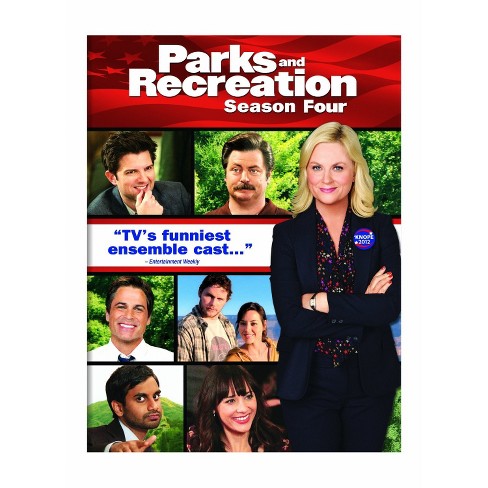 Parks and
Recreation
Season Four
KNOPE
2012
“TV’s funniest
ensemble cast...”
– Entertainment Weekly